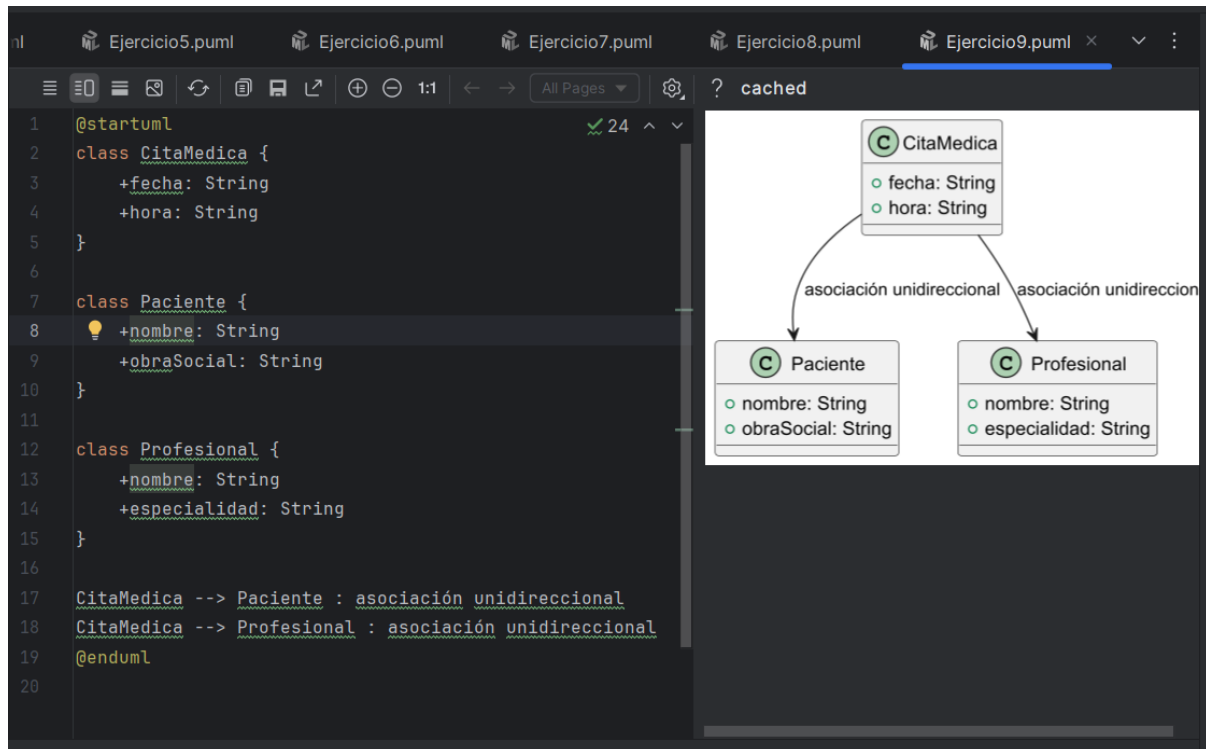 ml Ejercicio5.puml Ejercicio6.puml Ejercicio7.puml Ejercicio8.puml Ejercicio9.puml
1:1 All Pages ? cached
24
1 @startuml
2 class CitaMedica {
3 +fecha: String
4 +hora: String
5 }
6
7 class Paciente {
8 +nombre: String
9 +obraSocial: String
10 }
11
12 class Profesional {
13 +nombre: String
14 +especialidad: String
15 }
16
17 CitaMedica --> Paciente : asociación unidireccional
18 CitaMedica --> Profesional : asociación unidireccional
19 @enduml
20
C CitaMedica
fecha: String
hora: String
asociación unidireccional asociación unidireccion
C Paciente
nombre: String
obraSocial: String
C Profesional
nombre: String
especialidad: String